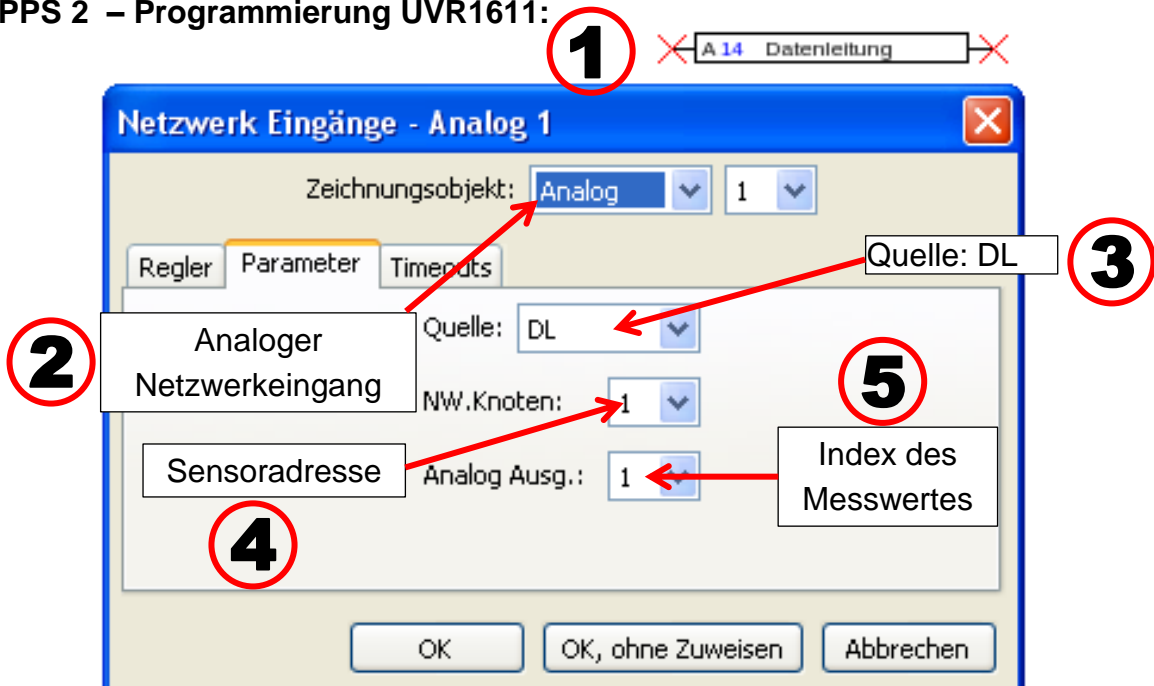 PPS 2 – Programmierung UVR1611:
1
A 14 Datenleitung
Netzwerk Eingänge - Analog 1
Zeichnungsobjekt: Analog 1
Regler Parameter Timeouts
Quelle: DL
3
2
Analoger
Netzwerkeingang
Quelle: DL
NW.Knoten: 1
5
Sensoradresse
Analog Ausg.: 1
Index des
Messwertes
4
OK
OK, ohne Zuweisen
Abbrechen